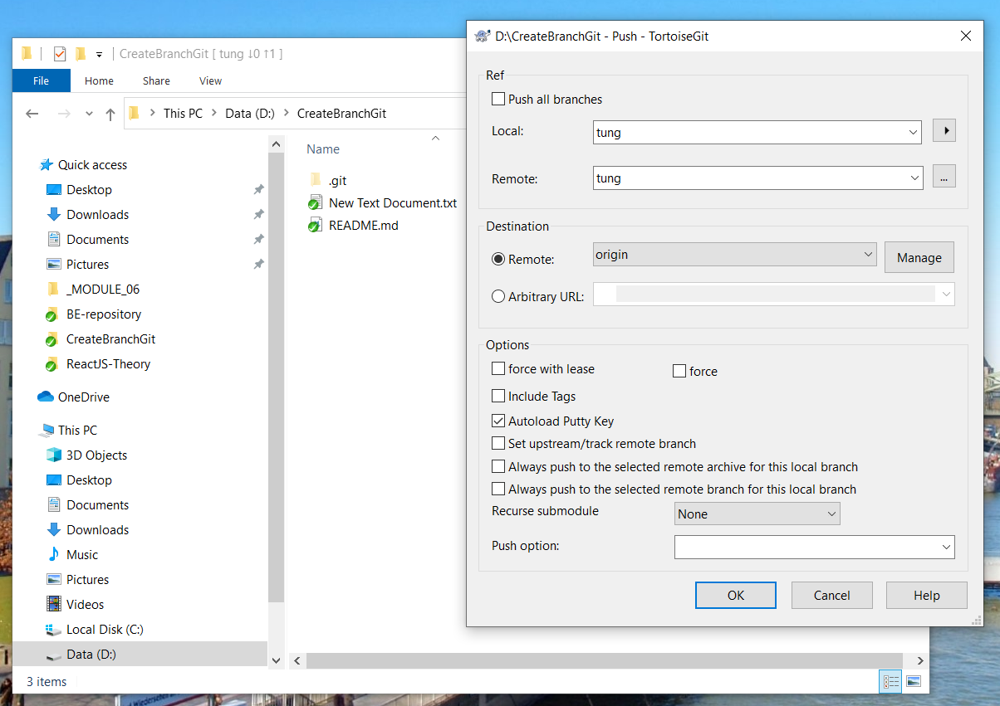 CreateBranchGit [ tung ↓0 ↑1 ]
File Home Share View
This PC Data (D:) CreateBranchGit
Quick access
Desktop
Downloads
Documents
Pictures
_MODULE_06
BE-repository
CreateBranchGit
ReactJS-Theory
OneDrive
This PC
3D Objects
Desktop
Documents
Downloads
Music
Pictures
Videos
Local Disk (C:)
Data (D:)
3 items
Name
.git
New Text Document.txt
README.md
D:\CreateBranchGit - Push - TortoiseGit
Ref
Push all branches
Local: tung
Remote: tung
...
Destination
Remote: origin Manage
Arbitrary URL:
Options
force with lease force
Include Tags
Autoload Putty Key
Set upstream/track remote branch
Always push to the selected remote archive for this local branch
Always push to the selected remote branch for this local branch
Recurse submodule None
Push option:
OK Cancel Help